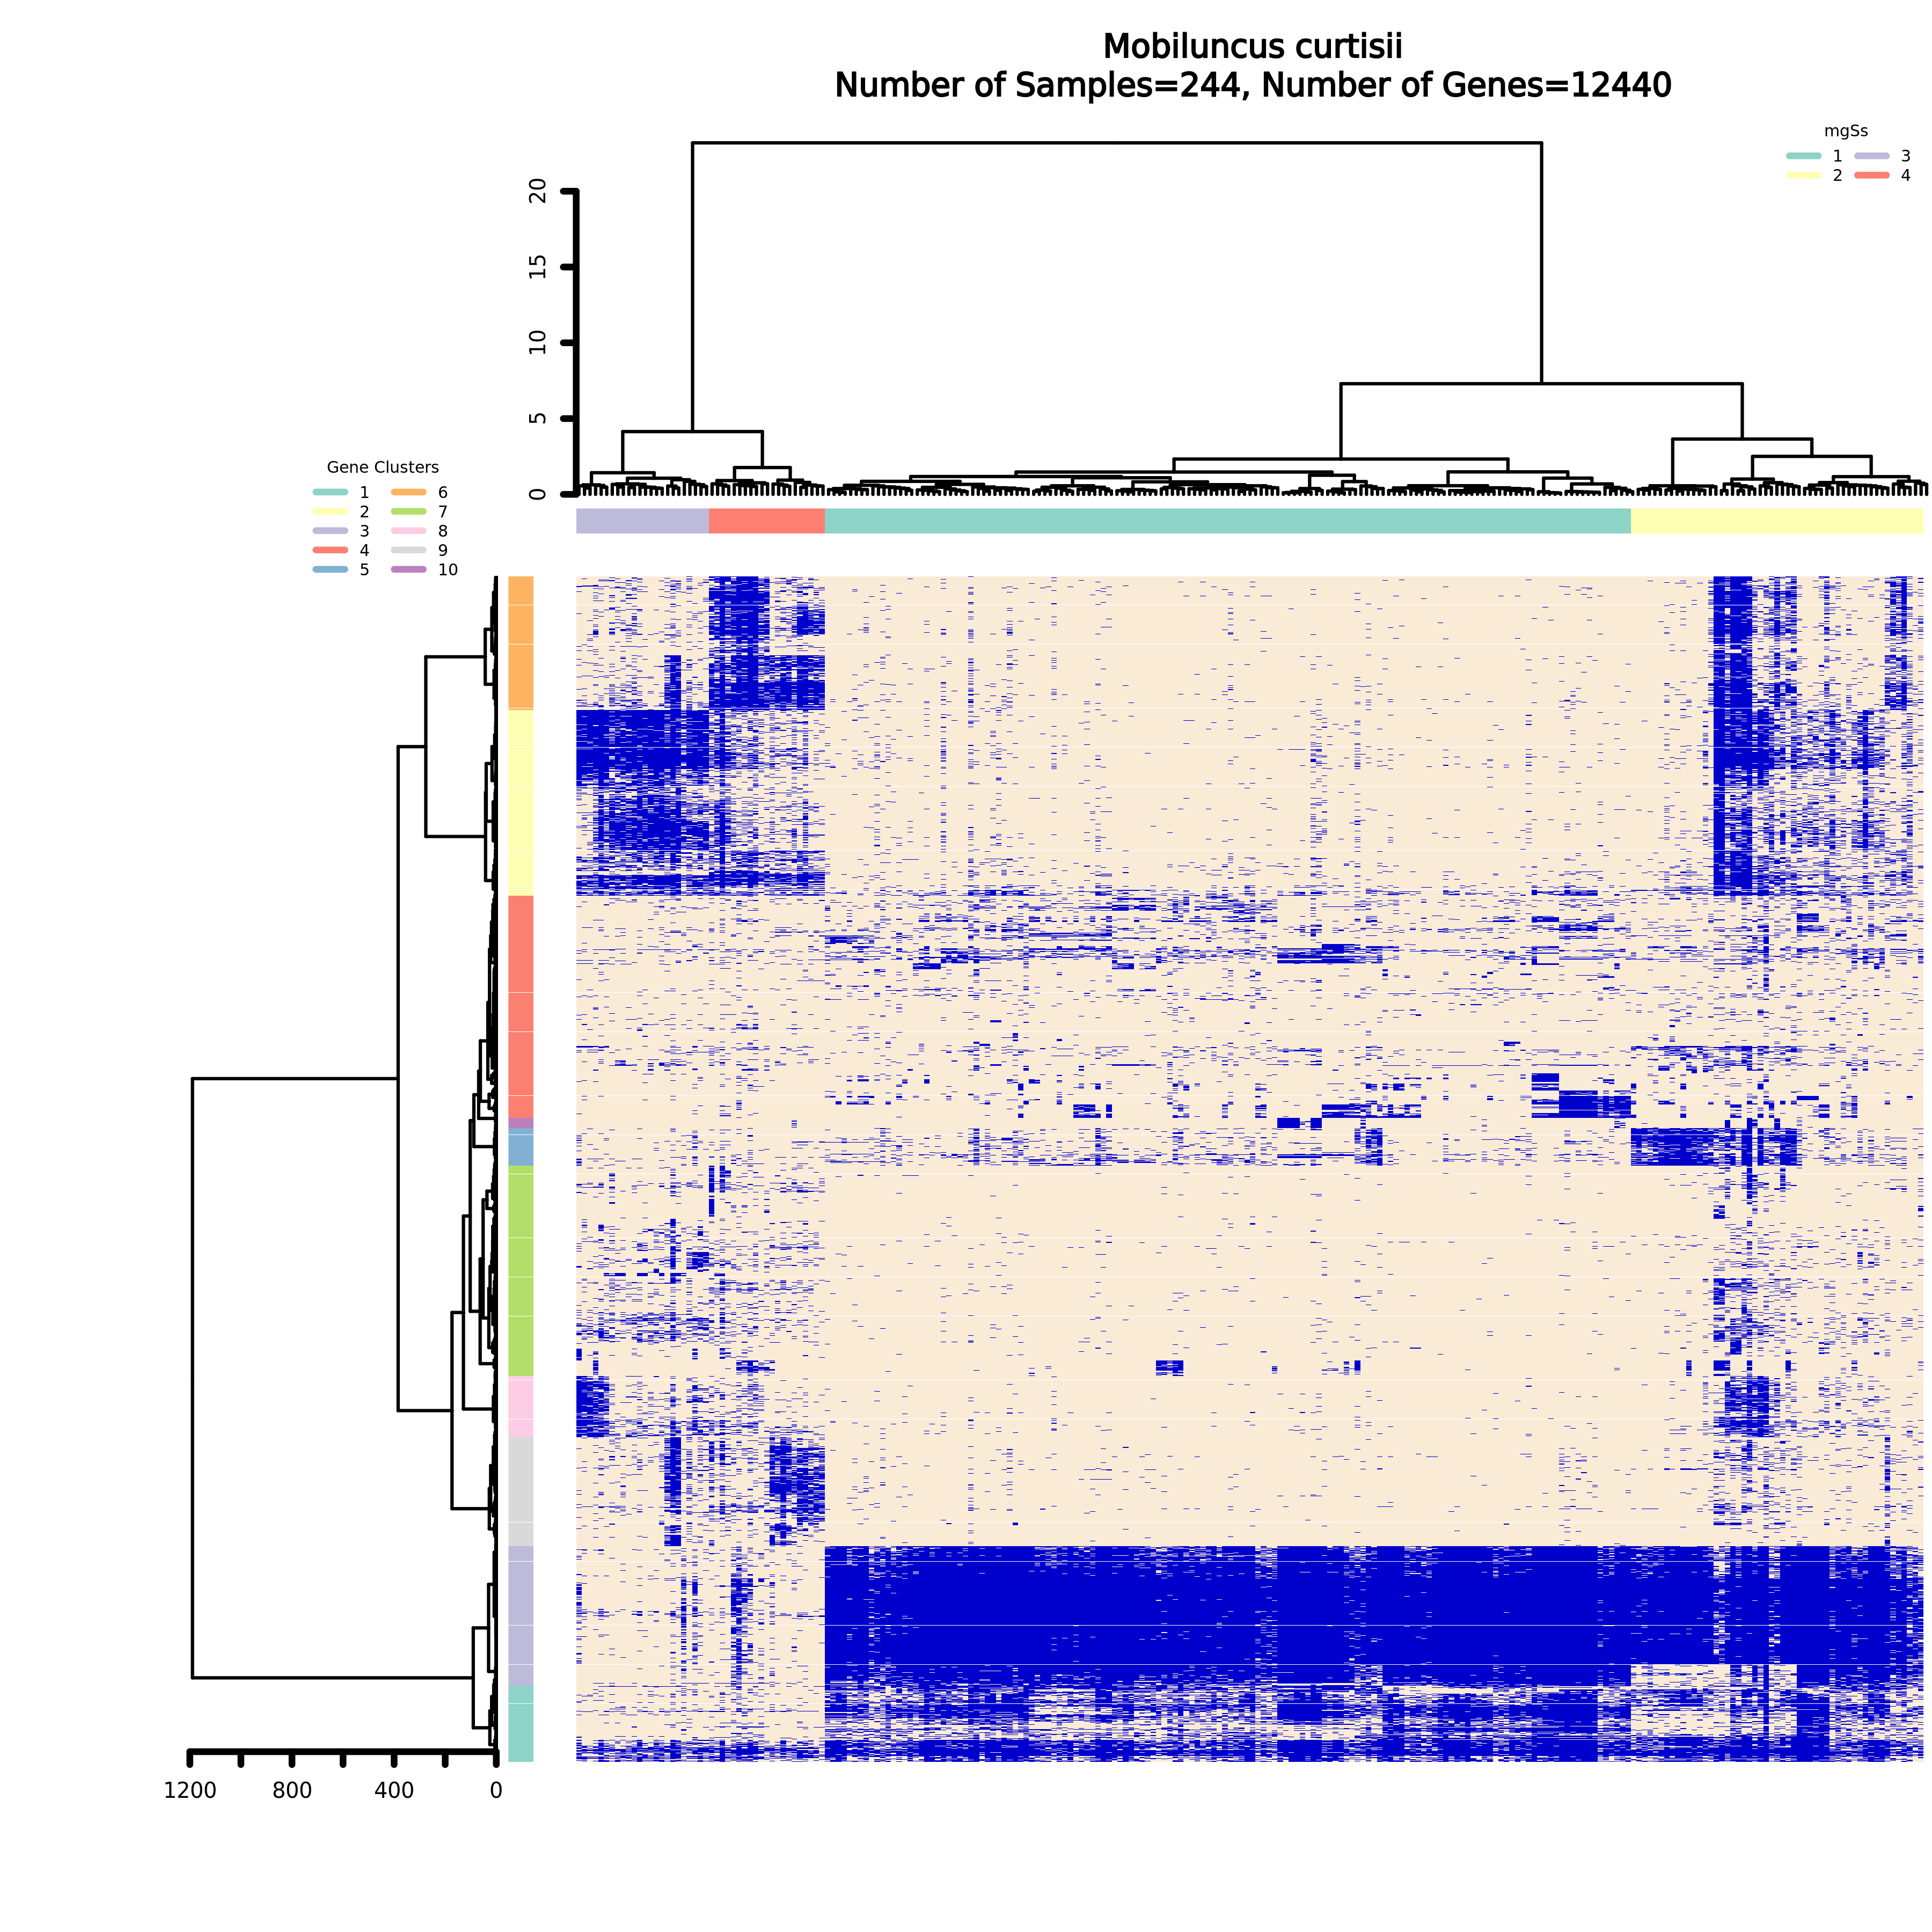 Mobiluncus curtisii
Number of Samples=244, Number of Genes=12440
mgSs
1 3
2 4
20
15
10
5
0
Gene Clusters
1 6
2 7
3 8
4 9
5 10
1200 800 400 0